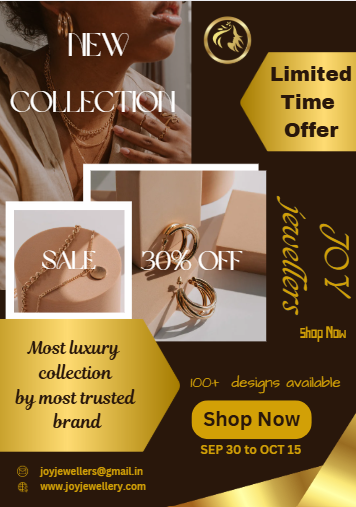 NEW
COLLECTION
Limited
Time
Offer
SALE
30% OFF
JOY
jewellers
Shop Now
Most luxury
collection
by most trusted
brand
100+ designs available
Shop Now
SEP 30 to OCT 15
joyjewellers@gmail.in
www.joyjewellery.com